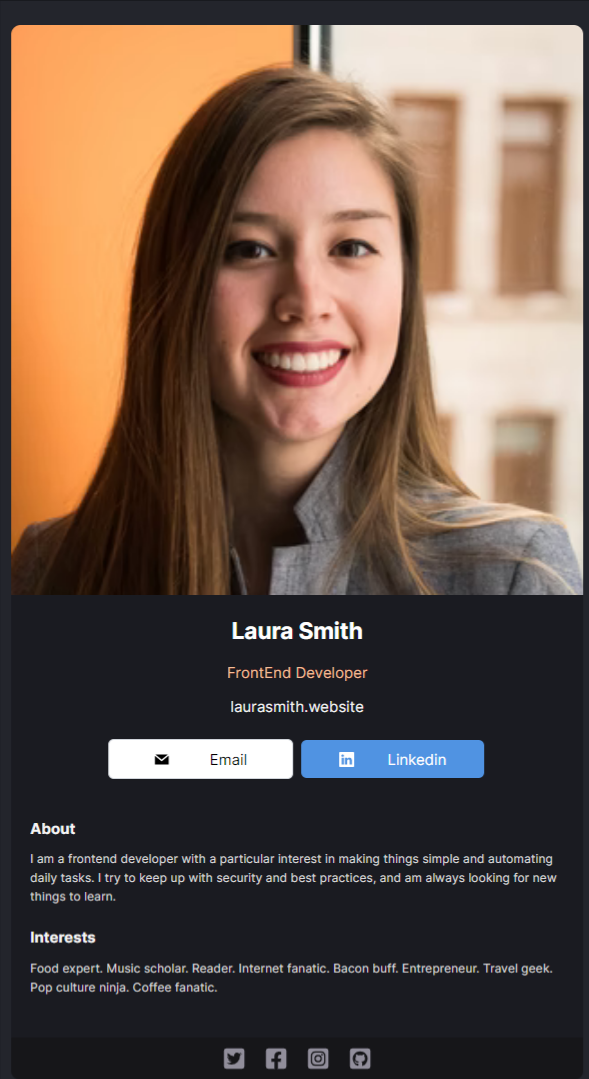 Laura Smith
FrontEnd Developer
laurasmith.website
Email
Linkedin
About
I am a frontend developer with a particular interest in making things simple and automating
daily tasks. I try to keep up with security and best practices, and am always looking for new
things to learn.
Interests
Food expert. Music scholar. Reader. Internet fanatic. Bacon buff. Entrepreneur. Travel geek.
Pop culture ninja. Coffee fanatic.